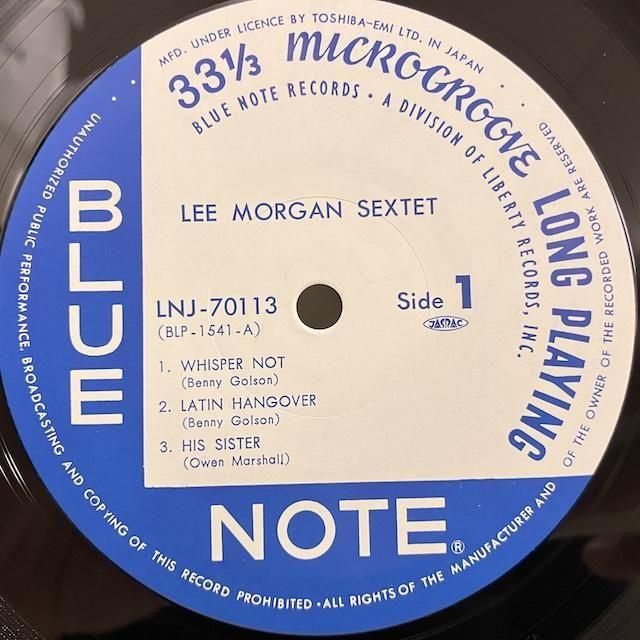 MFD. UNDER LICENCE BY TOSHIBA-EMI LTD. IN JAPAN
33 1/3 MICROGROOVE LONG PLAYING
BLUE NOTE RECORDS • A DIVISION OF LIBERTY RECORDS, INC.
LEE MORGAN SEXTET
LNJ-70113
(BLP-1541-A)
Side 1
JASRAC
1. WHISPER NOT
(Benny Golson)
2. LATIN HANGOVER
(Benny Golson)
3. HIS SISTER
(Owen Marshall)
BLUE
NOTE®
UNAUTHORIZED PUBLIC PERFORMANCE, BROADCASTING AND COPYING OF THIS RECORD PROHIBITED • ALL RIGHTS OF THE MANUFACTURER AND OF THE OWNER OF THE RECORDED WORK ARE RESERVED